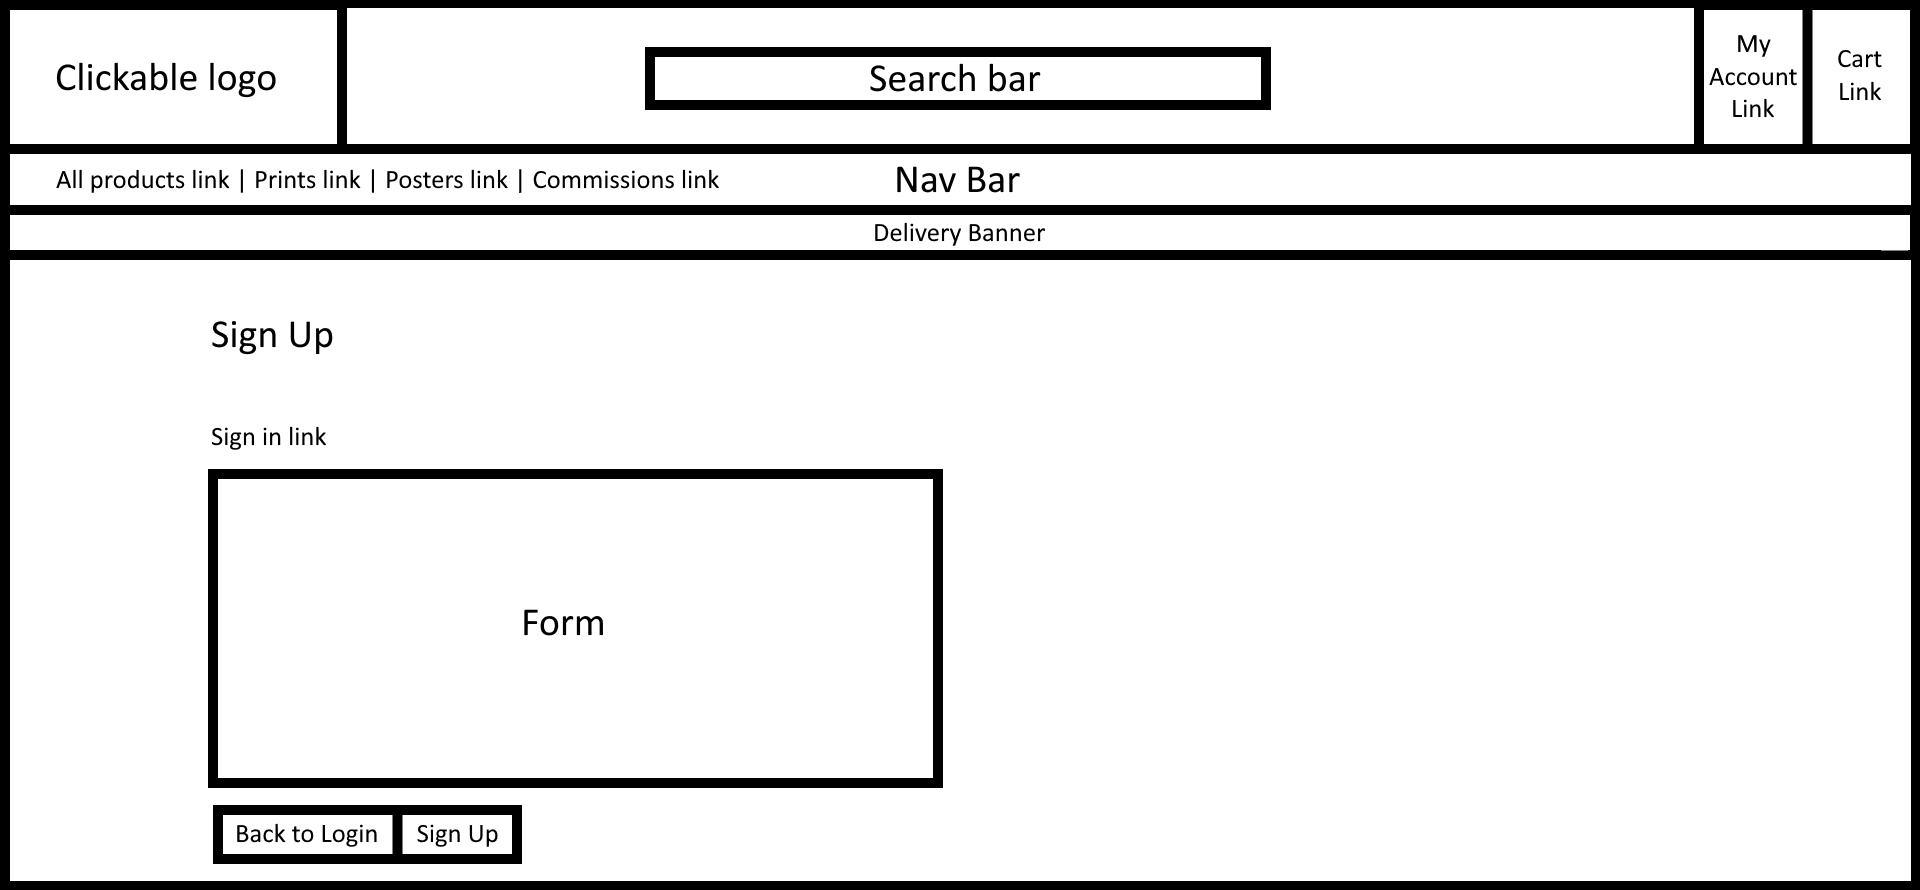 Clickable logo
Search bar
My
Account
Link
Cart
Link
All products link | Prints link | Posters link | Commissions link
Nav Bar
Delivery Banner
Sign Up
Sign in link
Form
Back to Login
Sign Up